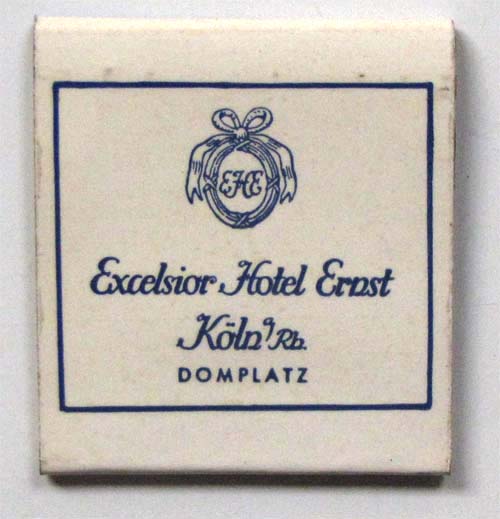 EHE
Excelsior Hotel Ernst
Köln/Rh.
DOMPLATZ